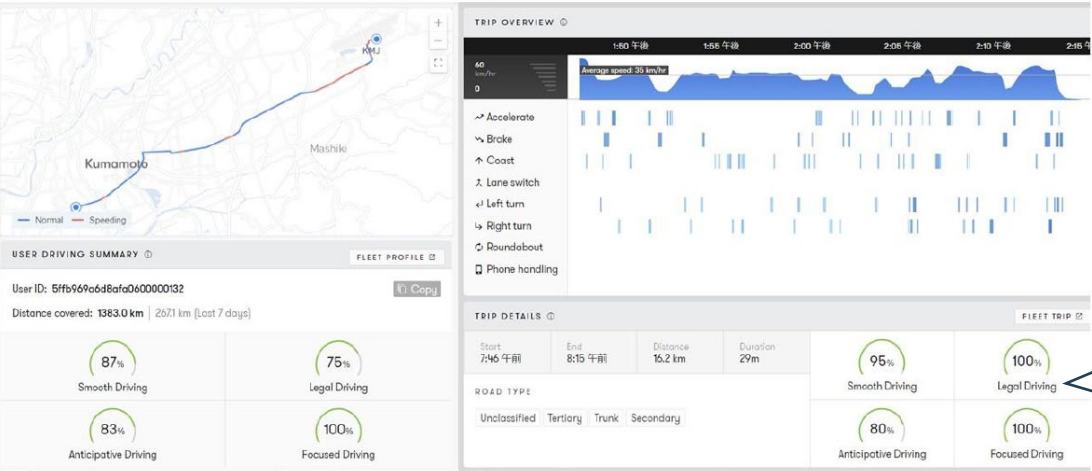 KMJ
Kumamoto
Mashiki
Normal
Speeding
USER DRIVING SUMMARY
FLEET PROFILE
User ID: 5ffb969a6d8afa0600000132
Copy
Distance covered: 1383.0 km | 267.1 km (Last 7 days)
87%
Smooth Driving
75%
Legal Driving
83%
Anticipative Driving
100%
Focused Driving
TRIP OVERVIEW
1:50 午後
1:55 午後
2:00 午後
2:05 午後
2:10 午後
2:15 午
60
km/hr
0
Average speed: 35 km/hr
Accelerate
Brake
Coast
Lane switch
Left turn
Right turn
Roundabout
Phone handling
TRIP DETAILS
FLEET TRIP
Start
7:46 午前
End
8:15 午前
Distance
16.2 km
Duration
29m
ROAD TYPE
Unclassified
Tertiary
Trunk
Secondary
95%
Smooth Driving
100%
Legal Driving
80%
Anticipative Driving
100%
Focused Driving